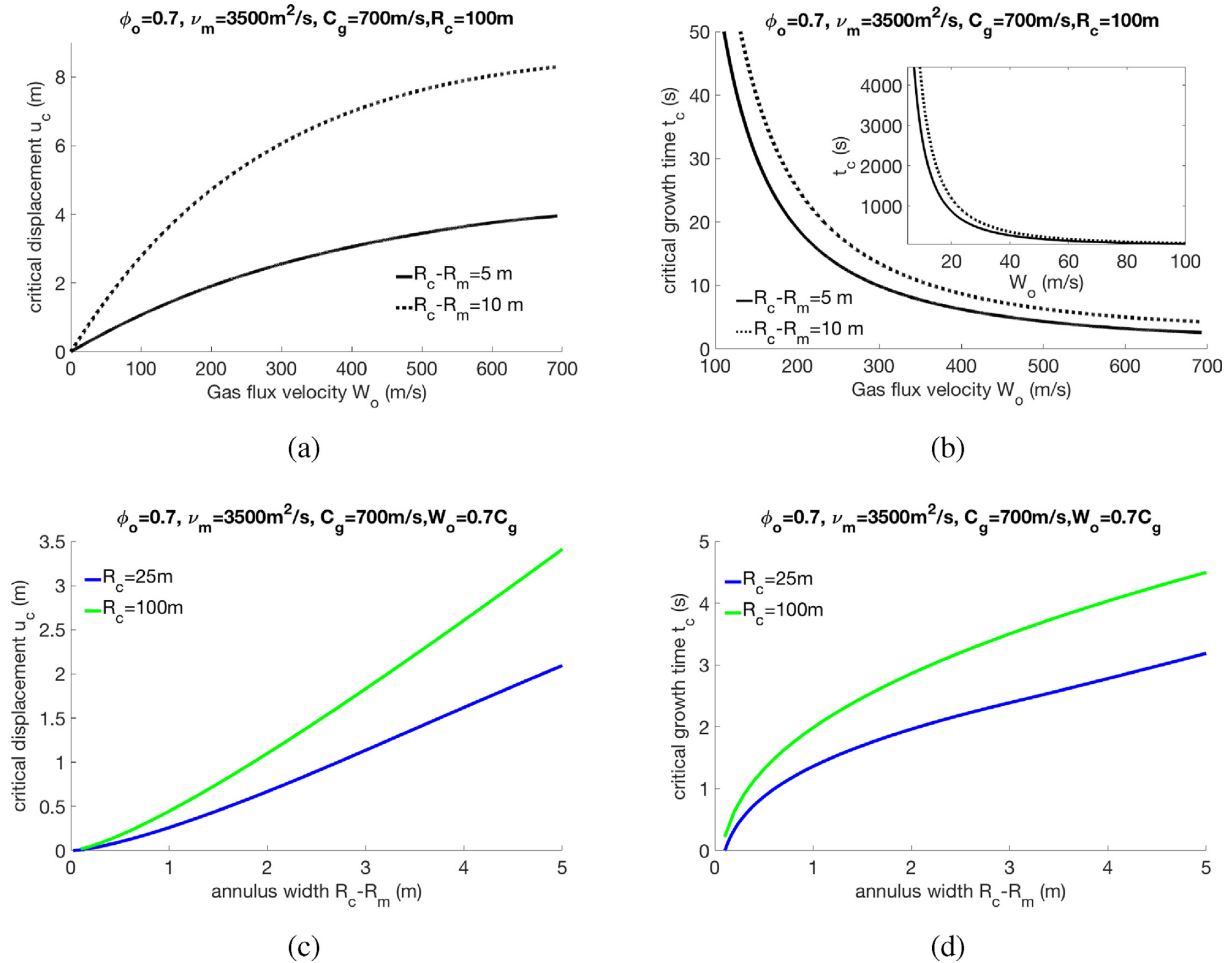 ϕo=0.7, νm=3500m²/s, Cg=700m/s,Rc=100m
critical displacement uc (m)
8
6
4
2
0
Rc-Rm=5 m
Rc-Rm=10 m
0 100 200 300 400 500 600 700
Gas flux velocity Wo (m/s)
(a)
ϕo=0.7, νm=3500m²/s, Cg=700m/s,Rc=100m
critical growth time tc (s)
50
40
30
20
10
0
tc (s)
4000
3000
2000
1000
20 40 60 80 100
Wo (m/s)
Rc-Rm=5 m
Rc-Rm=10 m
100 200 300 400 500 600 700
Gas flux velocity Wo (m/s)
(b)
ϕo=0.7, νm=3500m²/s, Cg=700m/s,Wo=0.7Cg
critical displacement uc (m)
3.5
3
2.5
2
1.5
1
0.5
0
Rc=25m
Rc=100m
0 1 2 3 4 5
annulus width Rc-Rm (m)
(c)
ϕo=0.7, νm=3500m²/s, Cg=700m/s,Wo=0.7Cg
critical growth time tc (s)
5
4
3
2
1
0
Rc=25m
Rc=100m
0 1 2 3 4 5
annulus width Rc-Rm (m)
(d)